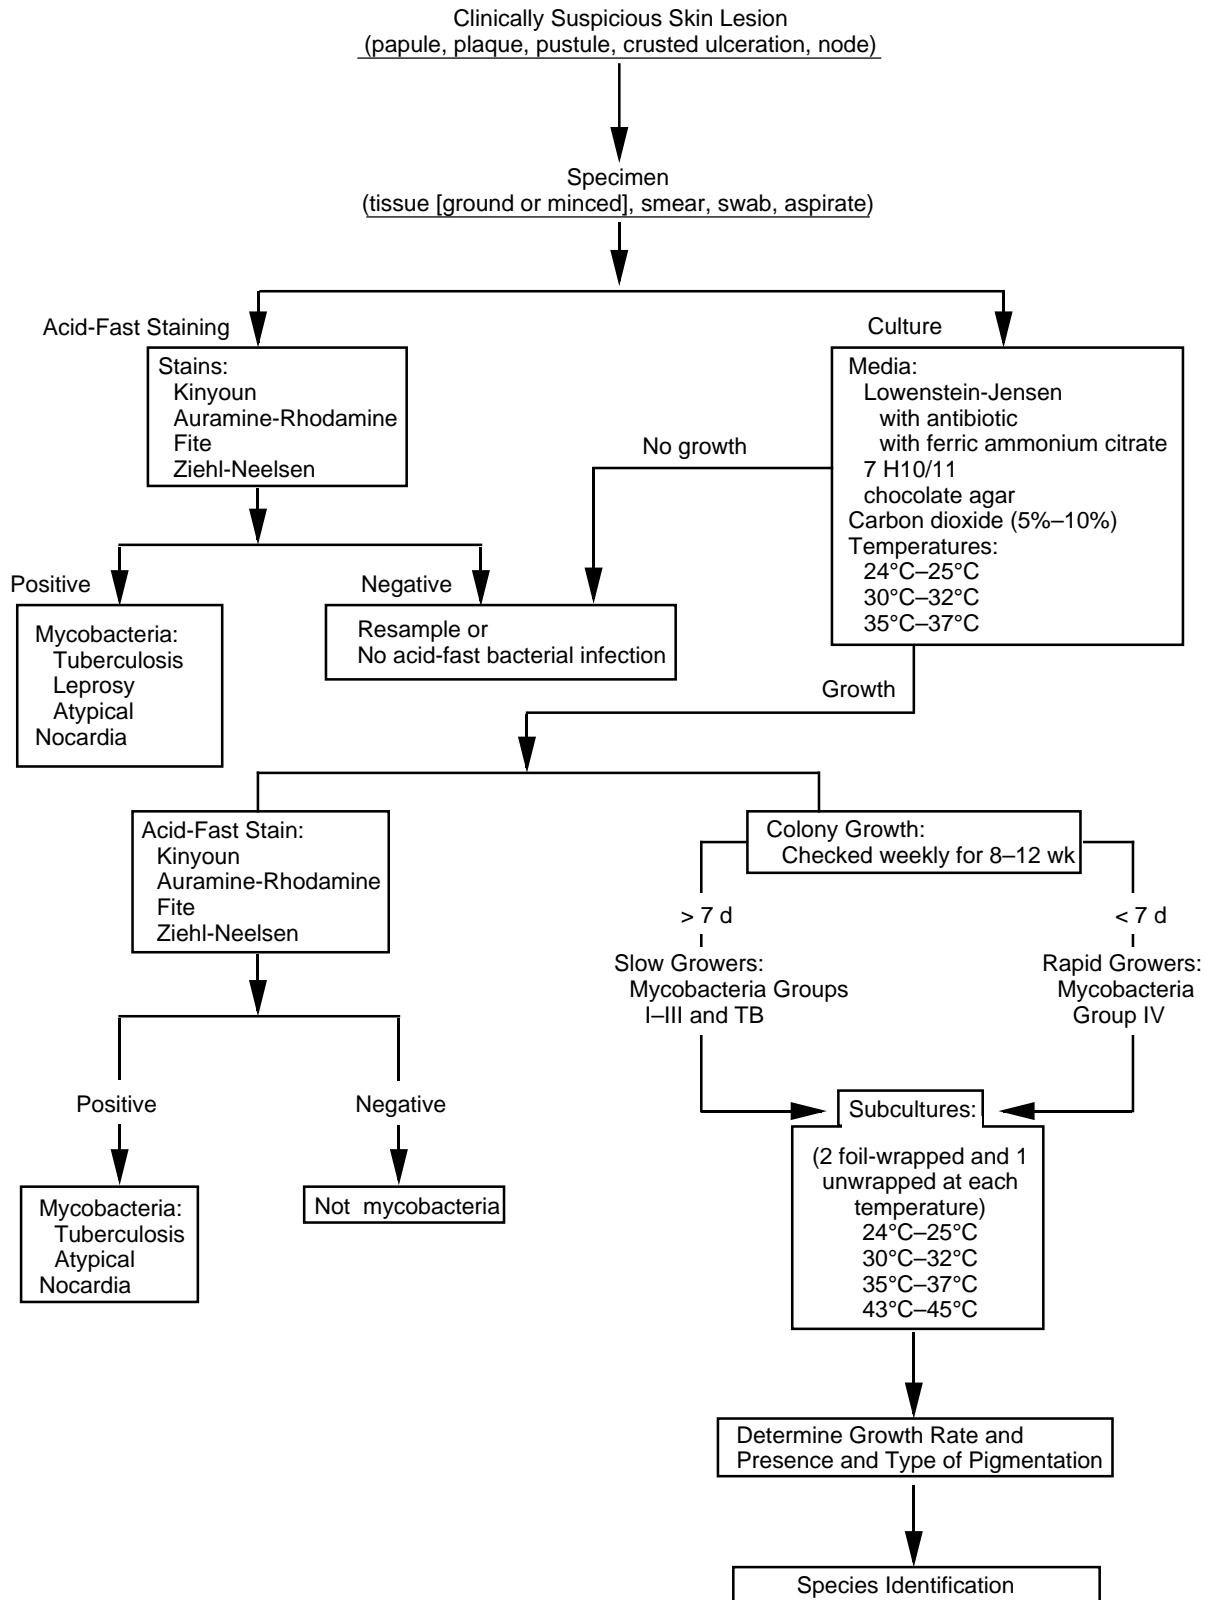 Clinically Suspicious Skin Lesion
(papule, plaque, pustule, crusted ulceration, node)
Specimen
(tissue [ground or minced], smear, swab, aspirate)
Acid-Fast Staining
Stains:
Kinyoun
Auramine-Rhodamine
Fite
Ziehl-Neelsen
Culture
Media:
Lowenstein-Jensen
with antibiotic
with ferric ammonium citrate
7 H10/11
chocolate agar
Carbon dioxide (5%–10%)
Temperatures:
24°C–25°C
30°C–32°C
35°C–37°C
No growth
Positive
Mycobacteria:
Tuberculosis
Leprosy
Atypical
Nocardia
Negative
Resample or
No acid-fast bacterial infection
Growth
Acid-Fast Stain:
Kinyoun
Auramine-Rhodamine
Fite
Ziehl-Neelsen
Colony Growth:
Checked weekly for 8–12 wk
> 7 d
Slow Growers:
Mycobacteria Groups
I–III and TB
< 7 d
Rapid Growers:
Mycobacteria
Group IV
Positive
Mycobacteria:
Tuberculosis
Atypical
Nocardia
Negative
Not mycobacteria
Subcultures:
(2 foil-wrapped and 1
unwrapped at each
temperature)
24°C–25°C
30°C–32°C
35°C–37°C
43°C–45°C
Determine Growth Rate and
Presence and Type of Pigmentation
Species Identification